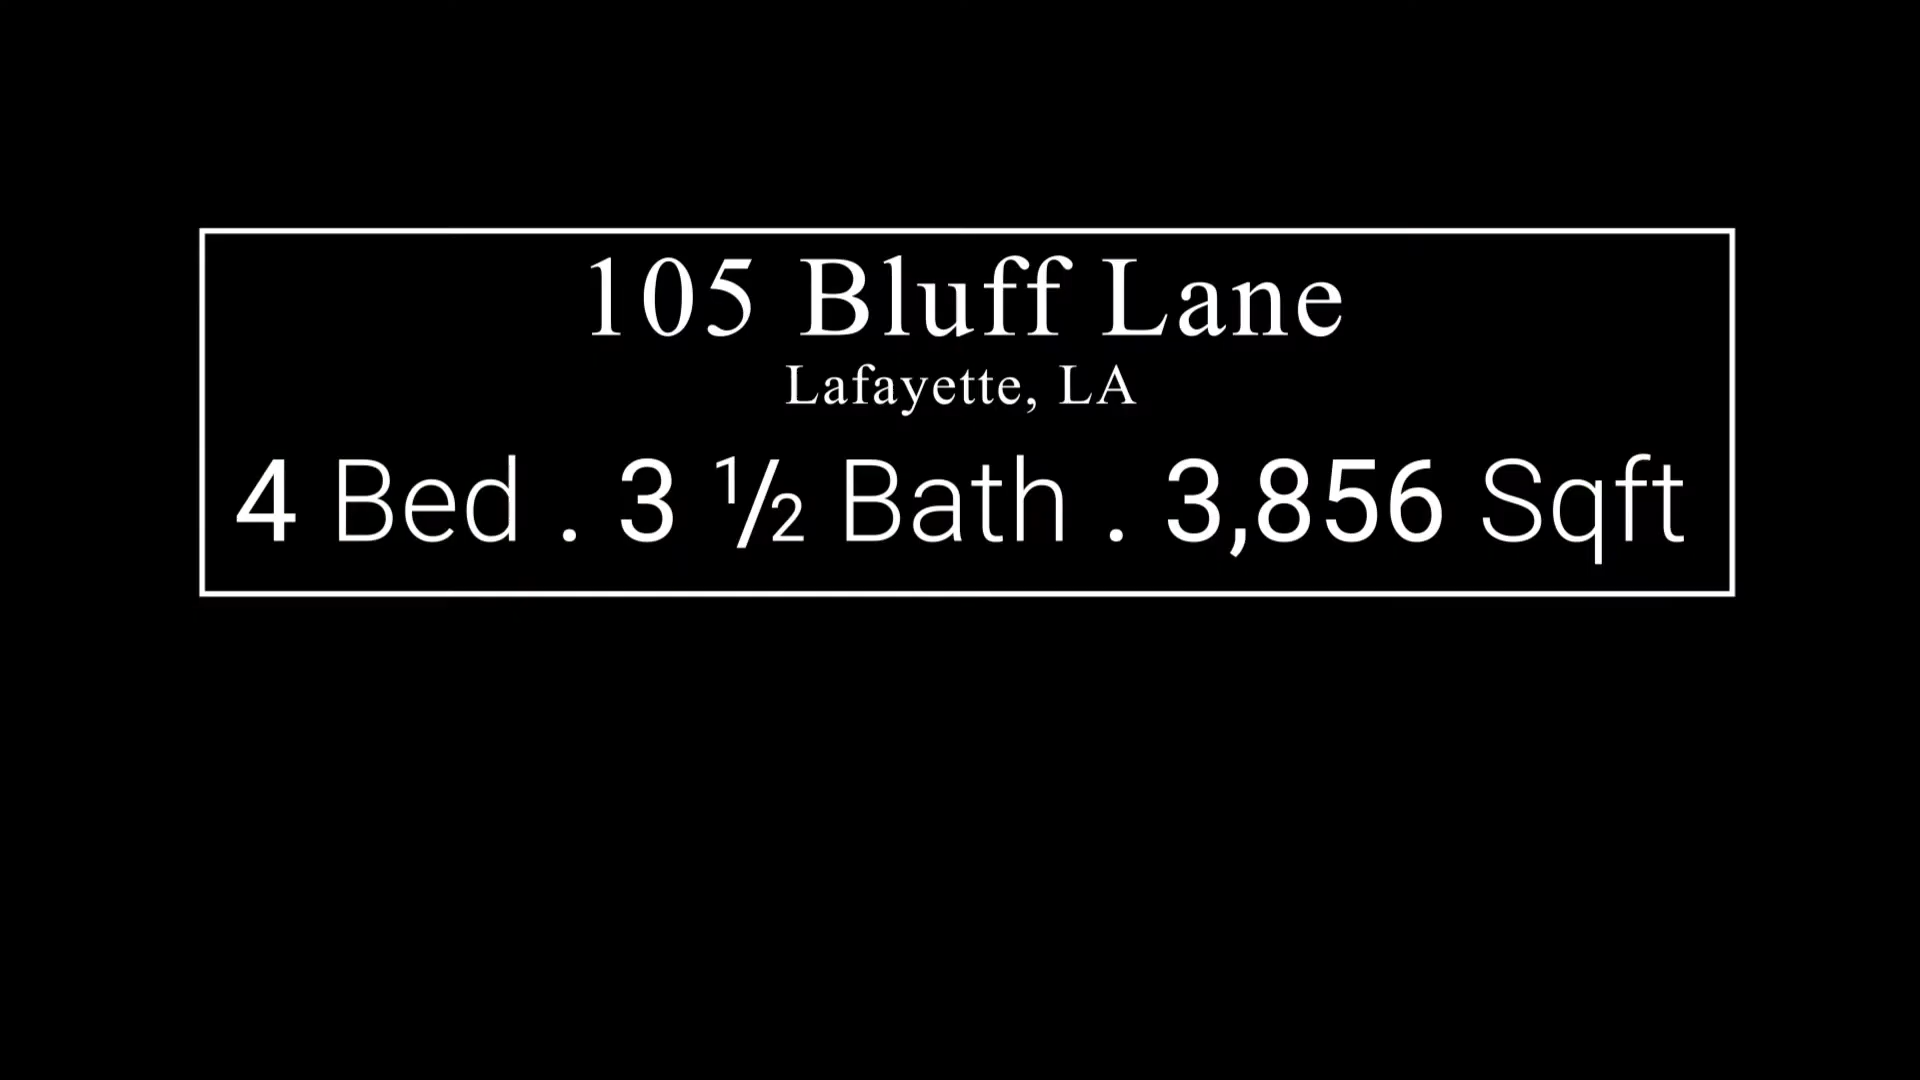 105 Bluff Lane
Lafayette, LA
4 Bed . 3 ½ Bath . 3,856 Sqft